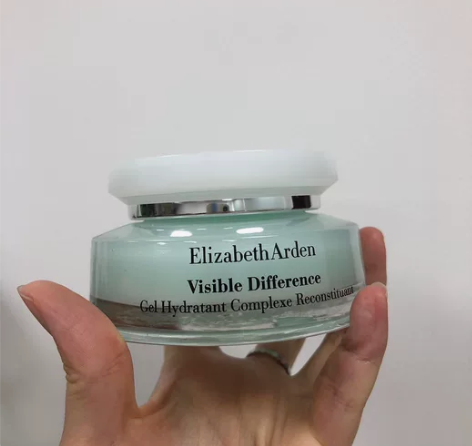 ElizabethArden
Visible Difference
Gel Hydratant Complexe Reconstituant